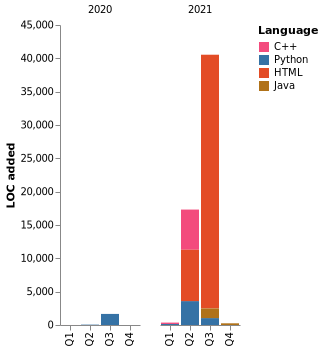 2020 2021
Language
C++
Python
HTML
Java
LOC added
45,000
40,000
35,000
30,000
25,000
20,000
15,000
10,000
5,000
0
Q1 Q2 Q3 Q4 Q1 Q2 Q3 Q4